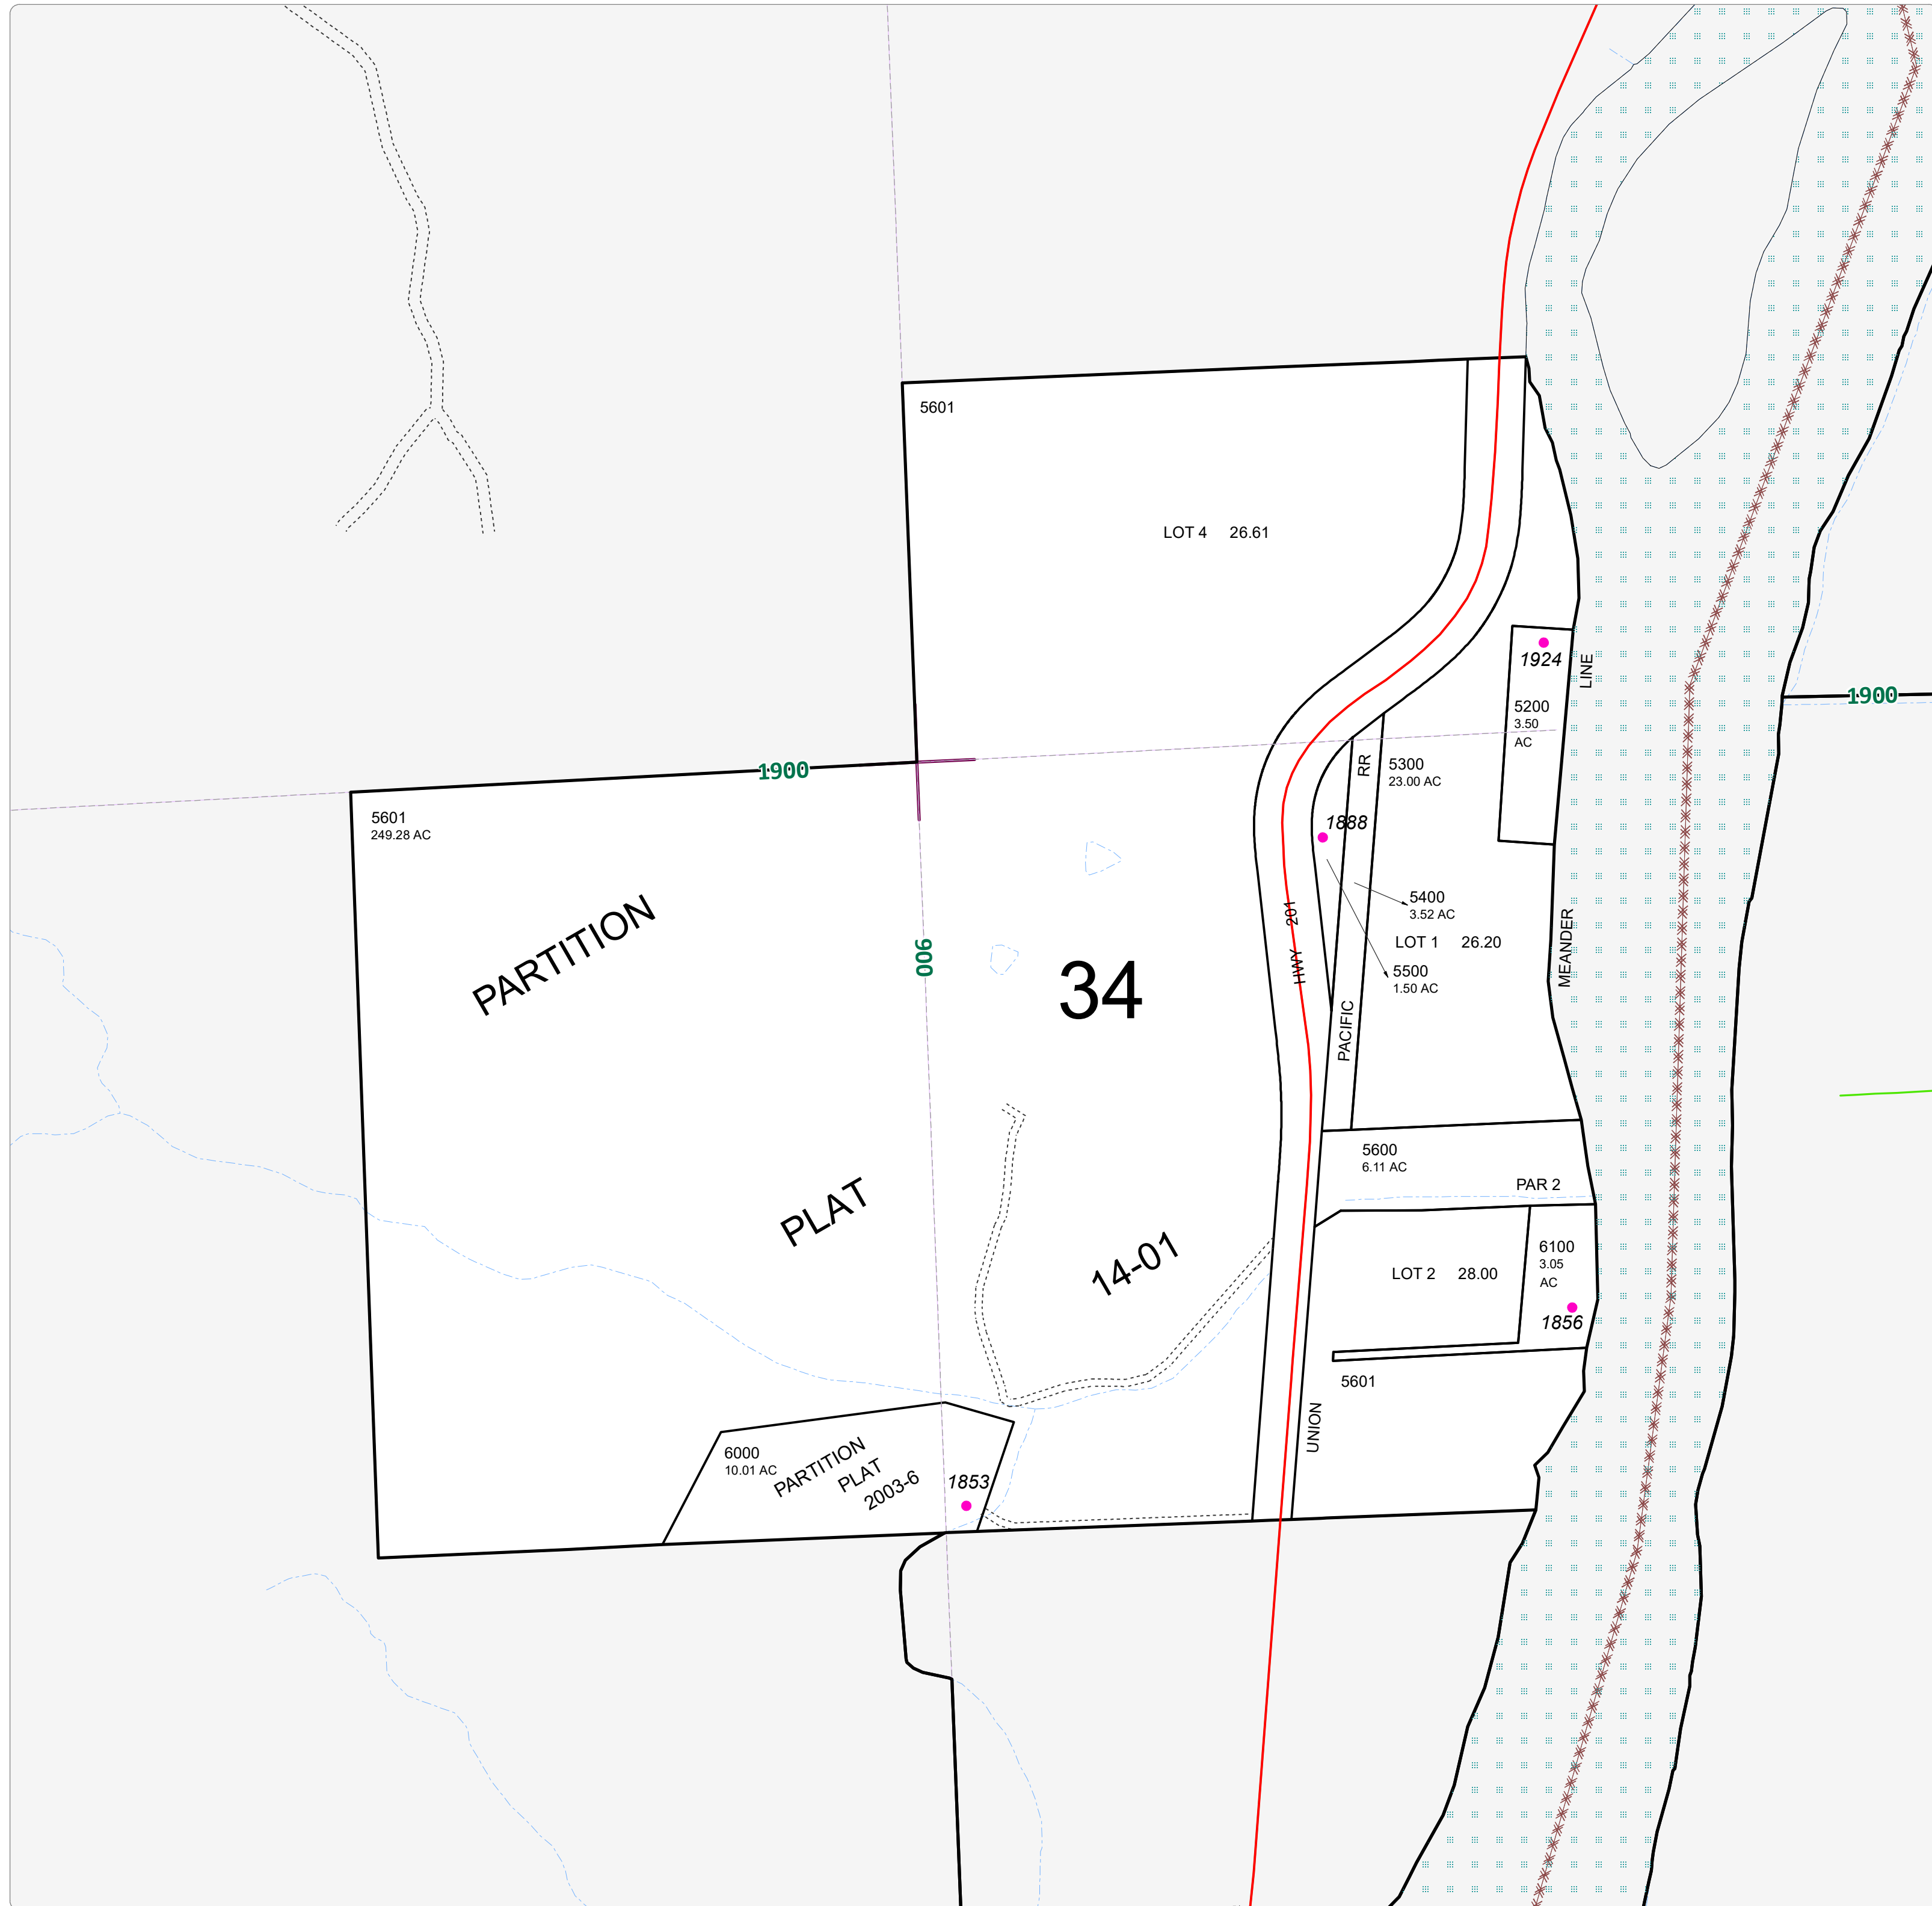 5601
LOT 4 26.61
1924
LINE
5200
3.50
AC
1900
1900
RR
5300
23.00 AC
5601
249.28 AC
1888
PARTITION
5400
3.52 AC
HWY 201
LOT 1 26.20
MEANDER
900
34
5500
1.50 AC
PACIFIC
5600
6.11 AC
PAR 2
PLAT
14-01
6100
3.05
AC
LOT 2 28.00
1856
5601
UNION
6000
10.01 AC
PARTITION
PLAT
2003-6
1853